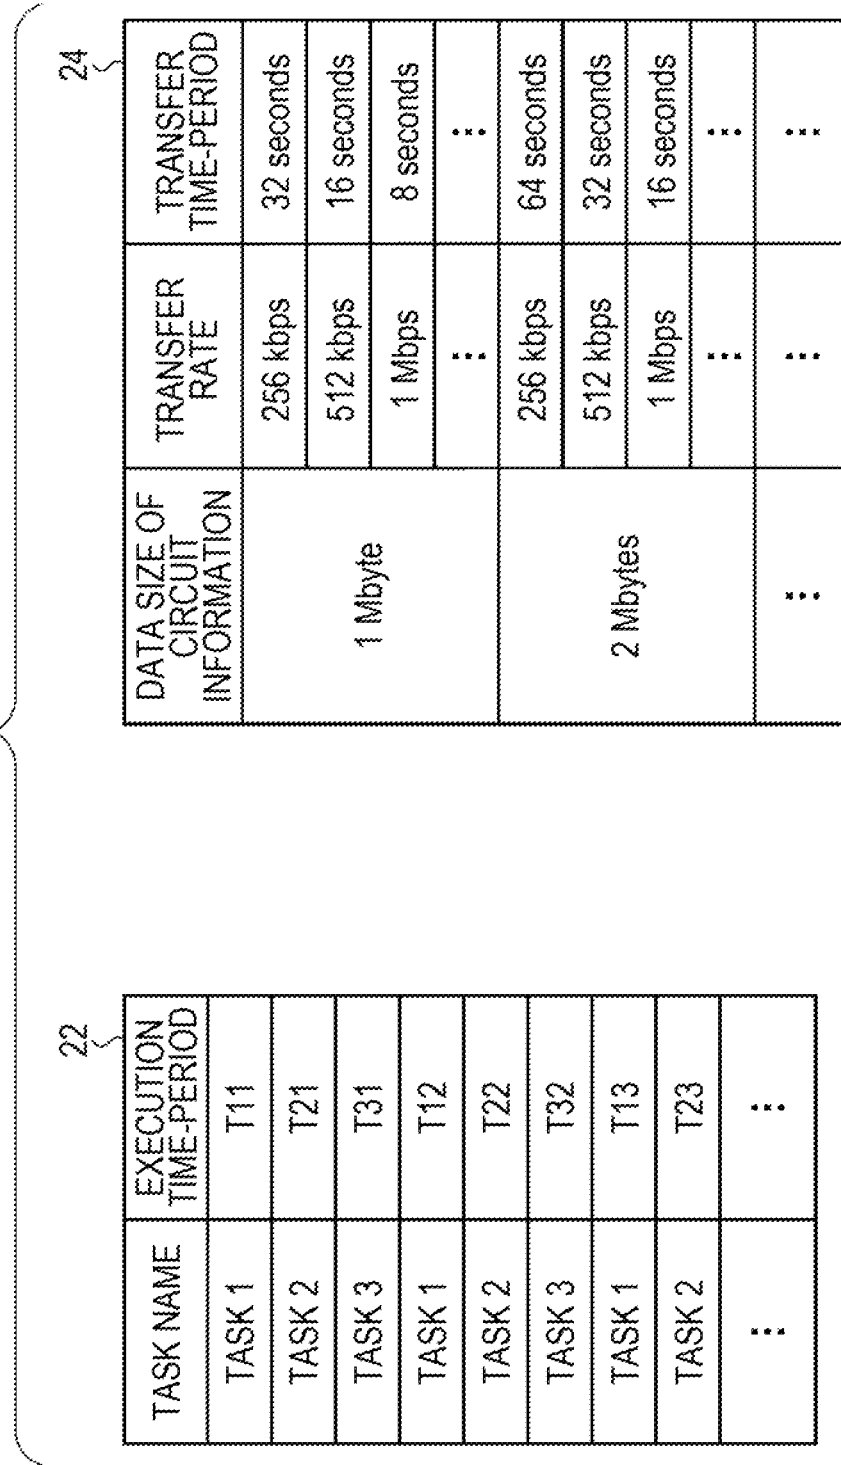 22
TASK NAME
EXECUTION
TIME-PERIOD
TASK 1
T11
TASK 2
T21
TASK 3
T31
TASK 1
T12
TASK 2
T22
TASK 3
T32
TASK 1
T13
TASK 2
T23
24
DATA SIZE OF
CIRCUIT
INFORMATION
TRANSFER
RATE
TRANSFER
TIME-PERIOD
1 Mbyte
256 kbps
32 seconds
512 kbps
16 seconds
1 Mbps
8 seconds
2 Mbytes
256 kbps
64 seconds
512 kbps
32 seconds
1 Mbps
16 seconds